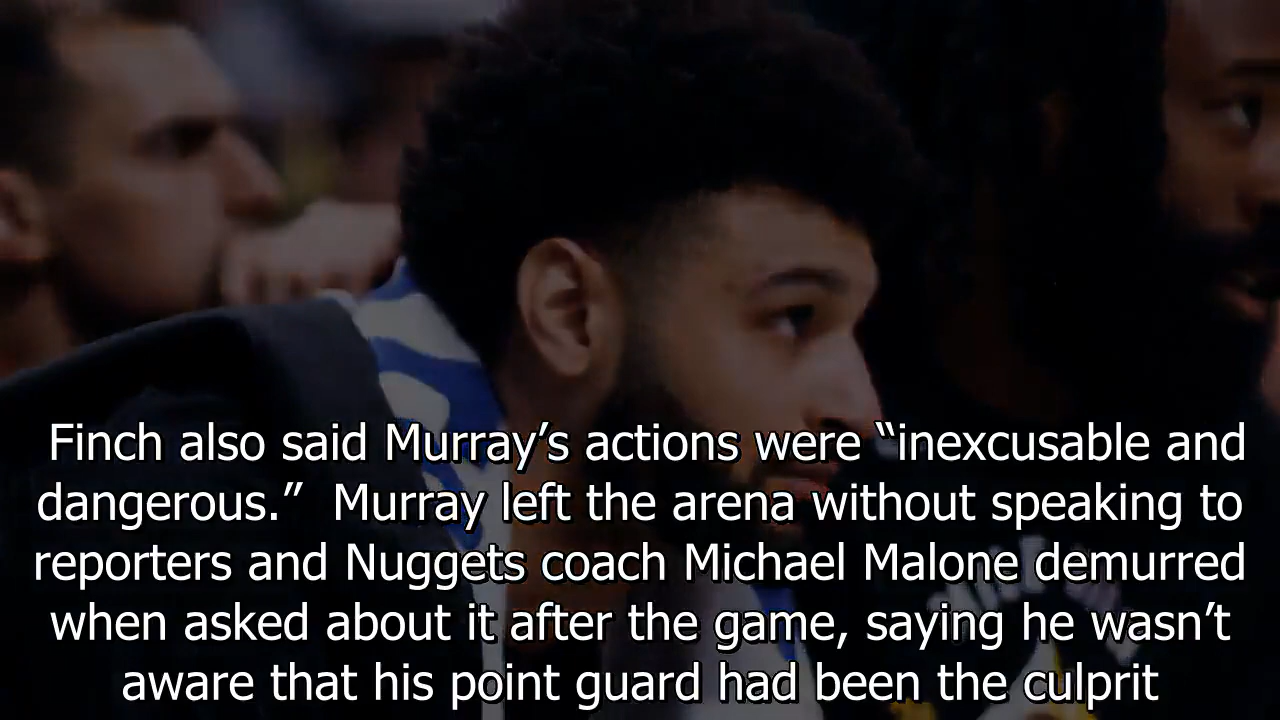 Finch also said Murray’s actions were “inexcusable and
dangerous.”  Murray left the arena without speaking to
reporters and Nuggets coach Michael Malone demurred
when asked about it after the game, saying he wasn’t
aware that his point guard had been the culprit